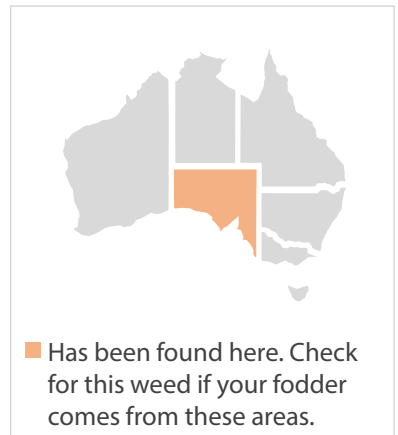 Has been found here. Check
for this weed if your fodder
comes from these areas.